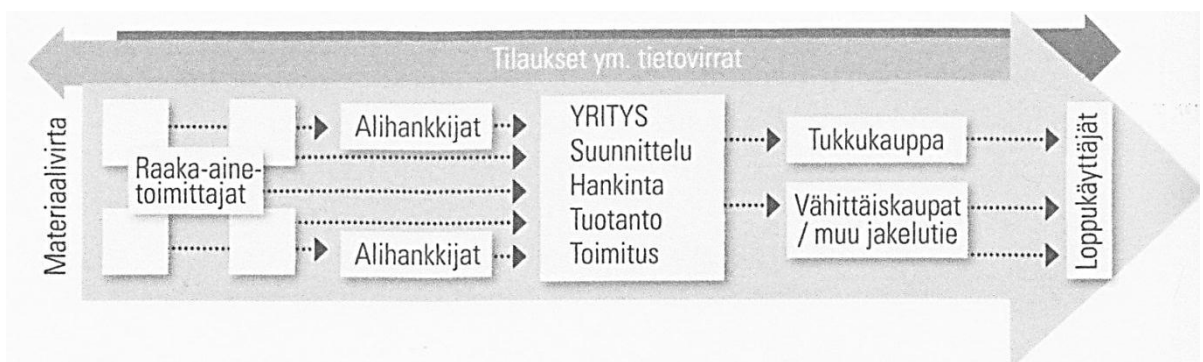 Tilaukset ym. tietovirrat
Materiaalivirta
Raaka-aine-
toimittajat
Alihankkijat
Alihankkijat
YRITYS
Suunnittelu
Hankinta
Tuotanto
Toimitus
Tukkukauppa
Vähittäiskaupat
/ muu jakelutie
Loppukäyttäjät